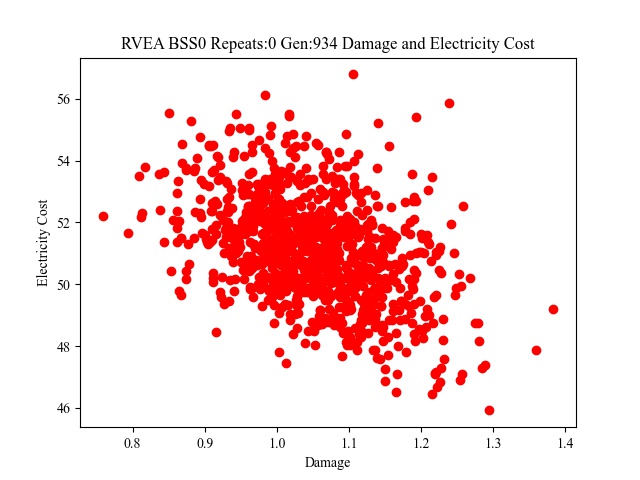 RVEA BSS0 Repeats:0 Gen:934 Damage and Electricity Cost
Electricity Cost
56
54
52
50
48
46
0.8 0.9 1.0 1.1 1.2 1.3 1.4
Damage